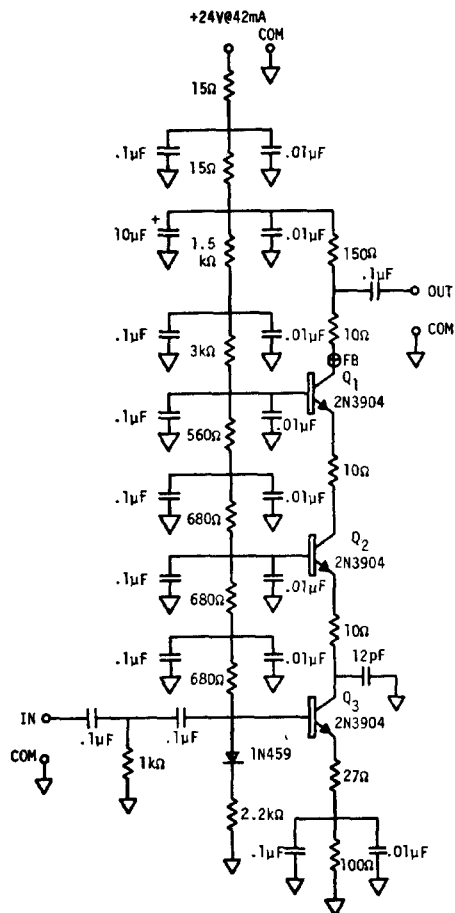 +24V@42mA
COM
15Ω
.1μF
.01μF
15Ω
10μF
+
.01μF
1.5
kΩ
150Ω
.1μF
OUT
.1μF
.01μF
3kΩ
10Ω
COM
FB
Q1
2N3904
.1μF
.01μF
560Ω
10Ω
.1μF
.01μF
680Ω
Q2
2N3904
.1μF
.01μF
680Ω
10Ω
12pF
.1μF
.01μF
680Ω
Q3
2N3904
IN
.1μF
.1μF
COM
1kΩ
1N459
27Ω
2.2kΩ
.1μF
100Ω
.01μF